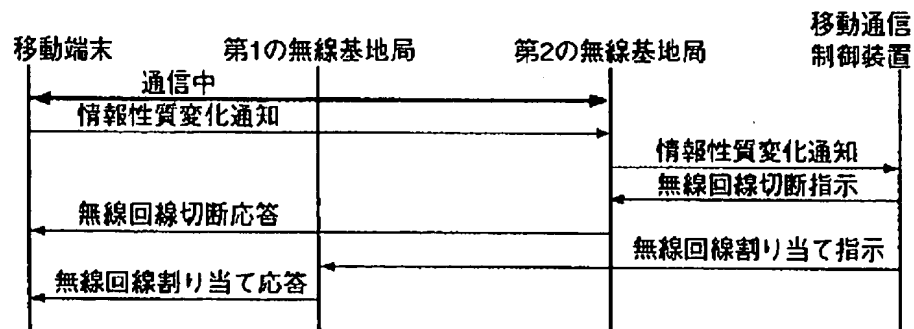 移動端末
第1の無線基地局
第2の無線基地局
移動通信
制御装置
通信中
情報性質変化通知
情報性質変化通知
無線回線切断指示
無線回線切断応答
無線回線割り当て指示
無線回線割り当て応答